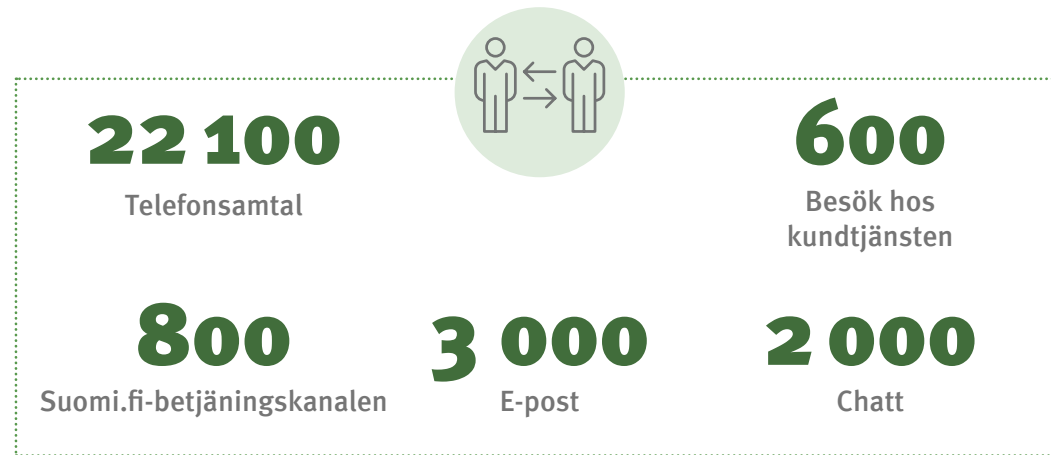 22 100
Telefonsamtal
600
Besök hos
kundtjänsten
800
Suomi.fi-betjäningskanalen
3 000
E-post
2 000
Chatt